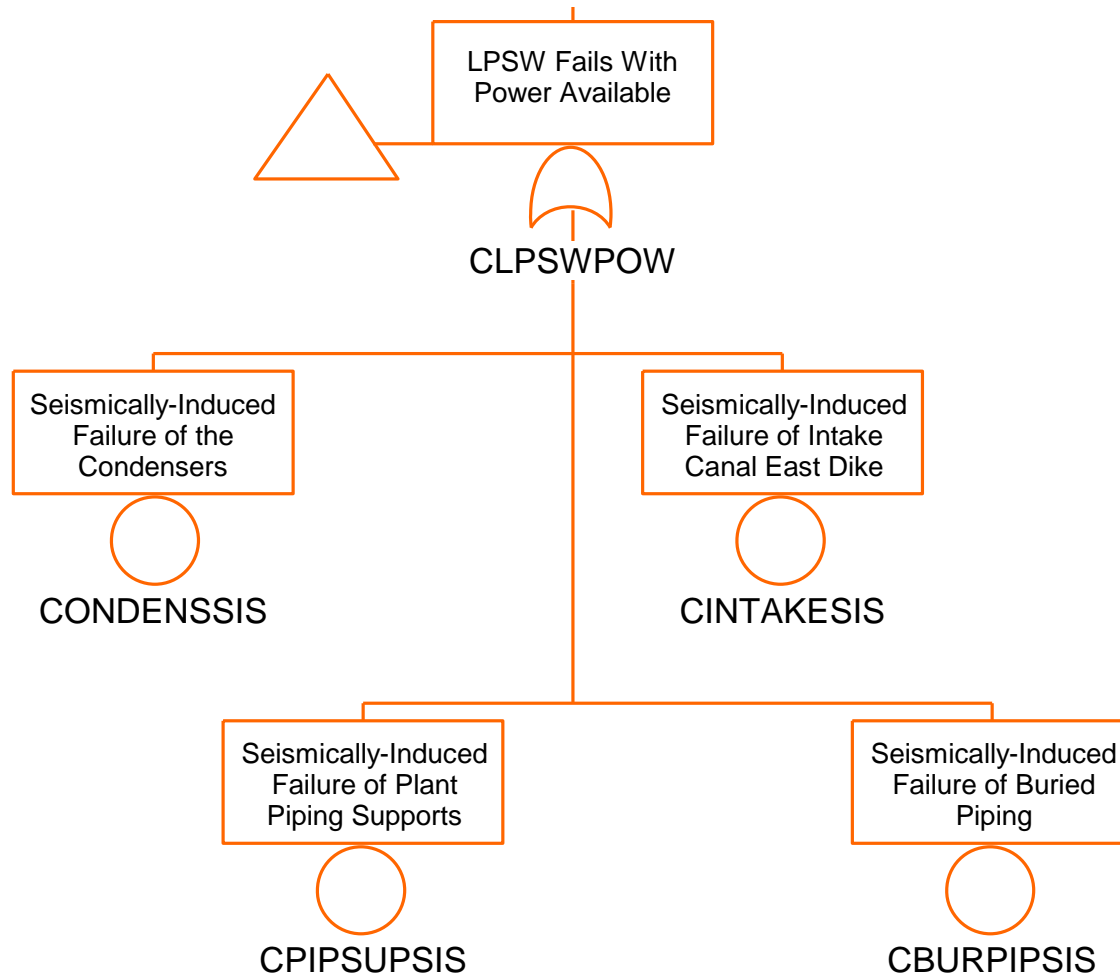 LPSW Fails With
Power Available
CLPSWPOW
Seismically-Induced
Failure of the
Condensers
CONDENSSIS
Seismically-Induced
Failure of Intake
Canal East Dike
CINTAKESIS
Seismically-Induced
Failure of Plant
Piping Supports
CPIPSUPSIS
Seismically-Induced
Failure of Buried
Piping
CBURPIPSIS